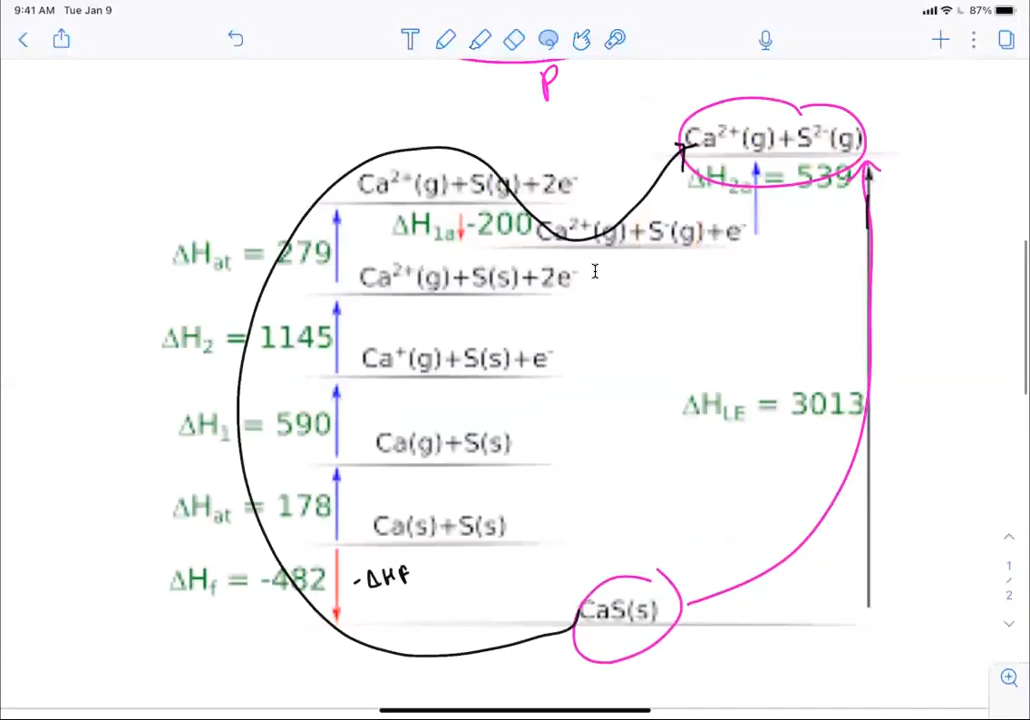 9:41 AM Tue Jan 9
87%
T
P
Ca²⁺(g)+S²⁻(g)
ΔH₂ₐ = 539
Ca²⁺(g)+S(g)+2e⁻
ΔH₁ₐ -200
Ca²⁺(g)+S⁻(g)+e⁻
ΔHat = 279
Ca²⁺(g)+S(s)+2e⁻
ΔH₂ = 1145
Ca⁺(g)+S(s)+e⁻
ΔH_LE = 3013
ΔH₁ = 590
Ca(g)+S(s)
ΔHat = 178
Ca(s)+S(s)
ΔHf = -482
-ΔHf
CaS(s)
1
2